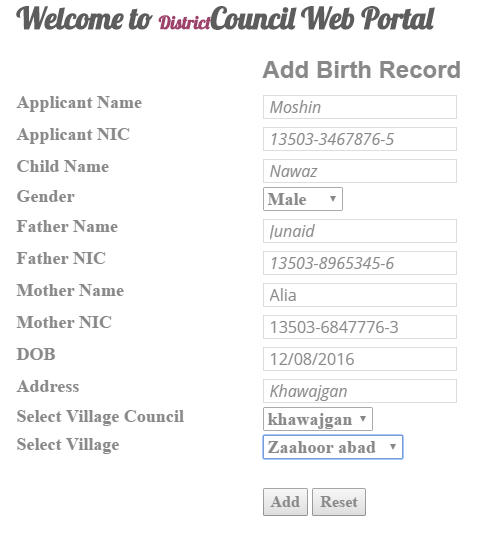 Welcome to DistrictCouncil Web Portal
Add Birth Record
Applicant Name Moshin
Applicant NIC 13503-3467876-5
Child Name Nawaz
Gender Male
Father Name Junaid
Father NIC 13503-8965345-6
Mother Name Alia
Mother NIC 13503-6847776-3
DOB 12/08/2016
Address Khawajgan
Select Village Council khawajgan
Select Village Zaahoor abad
Add Reset